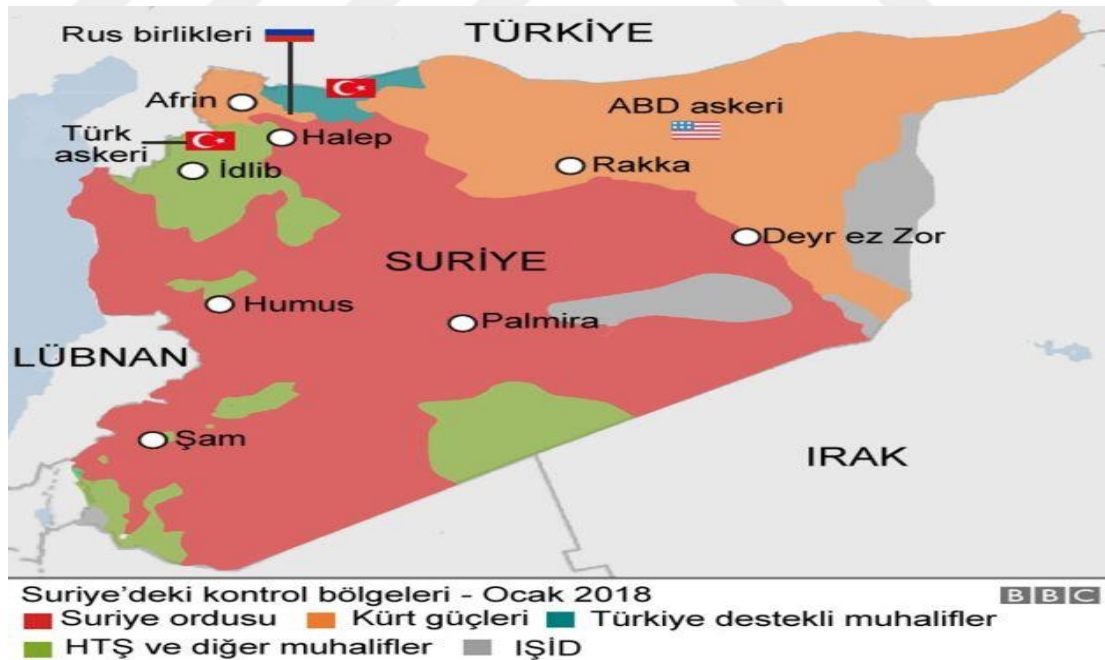 Rus birlikleri
TÜRKİYE
Afrin
ABD askeri
Türk
askeri
Halep
İdlib
Rakka
Deyr ez Zor
SURİYE
Humus
Palmira
LÜBNAN
Şam
IRAK
Suriye'deki kontrol bölgeleri - Ocak 2018
BBC
Suriye ordusu Kürt güçleri Türkiye destekli muhalifler
HTŞ ve diğer muhalifler IŞİD